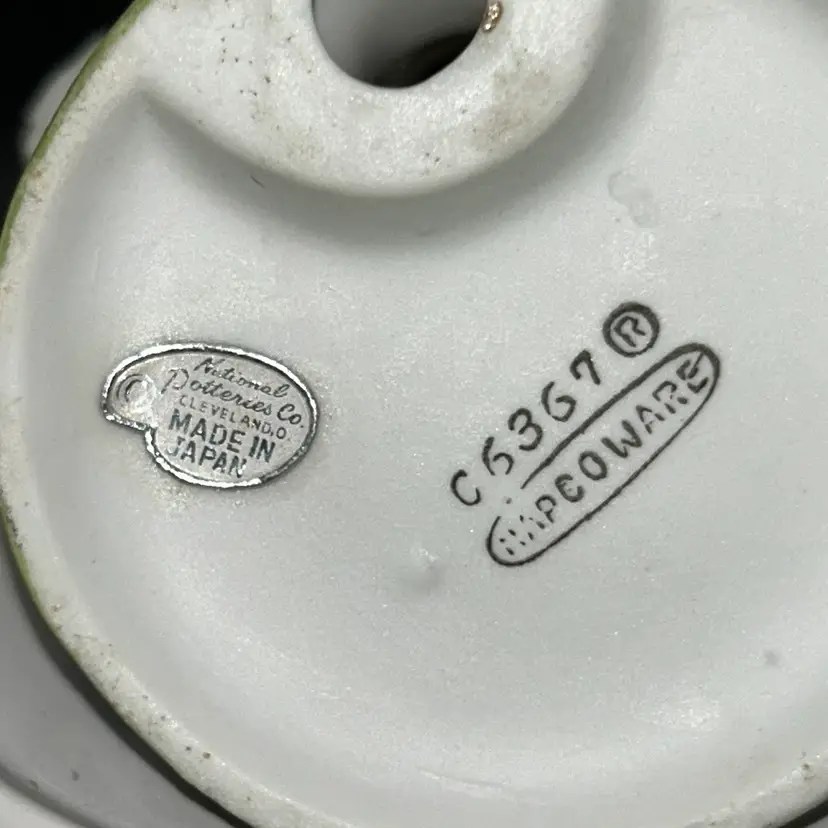 ©
National
Potteries Co.
CLEVELAND,O.
MADE IN
JAPAN
C6367 ®
NAPCOWARE